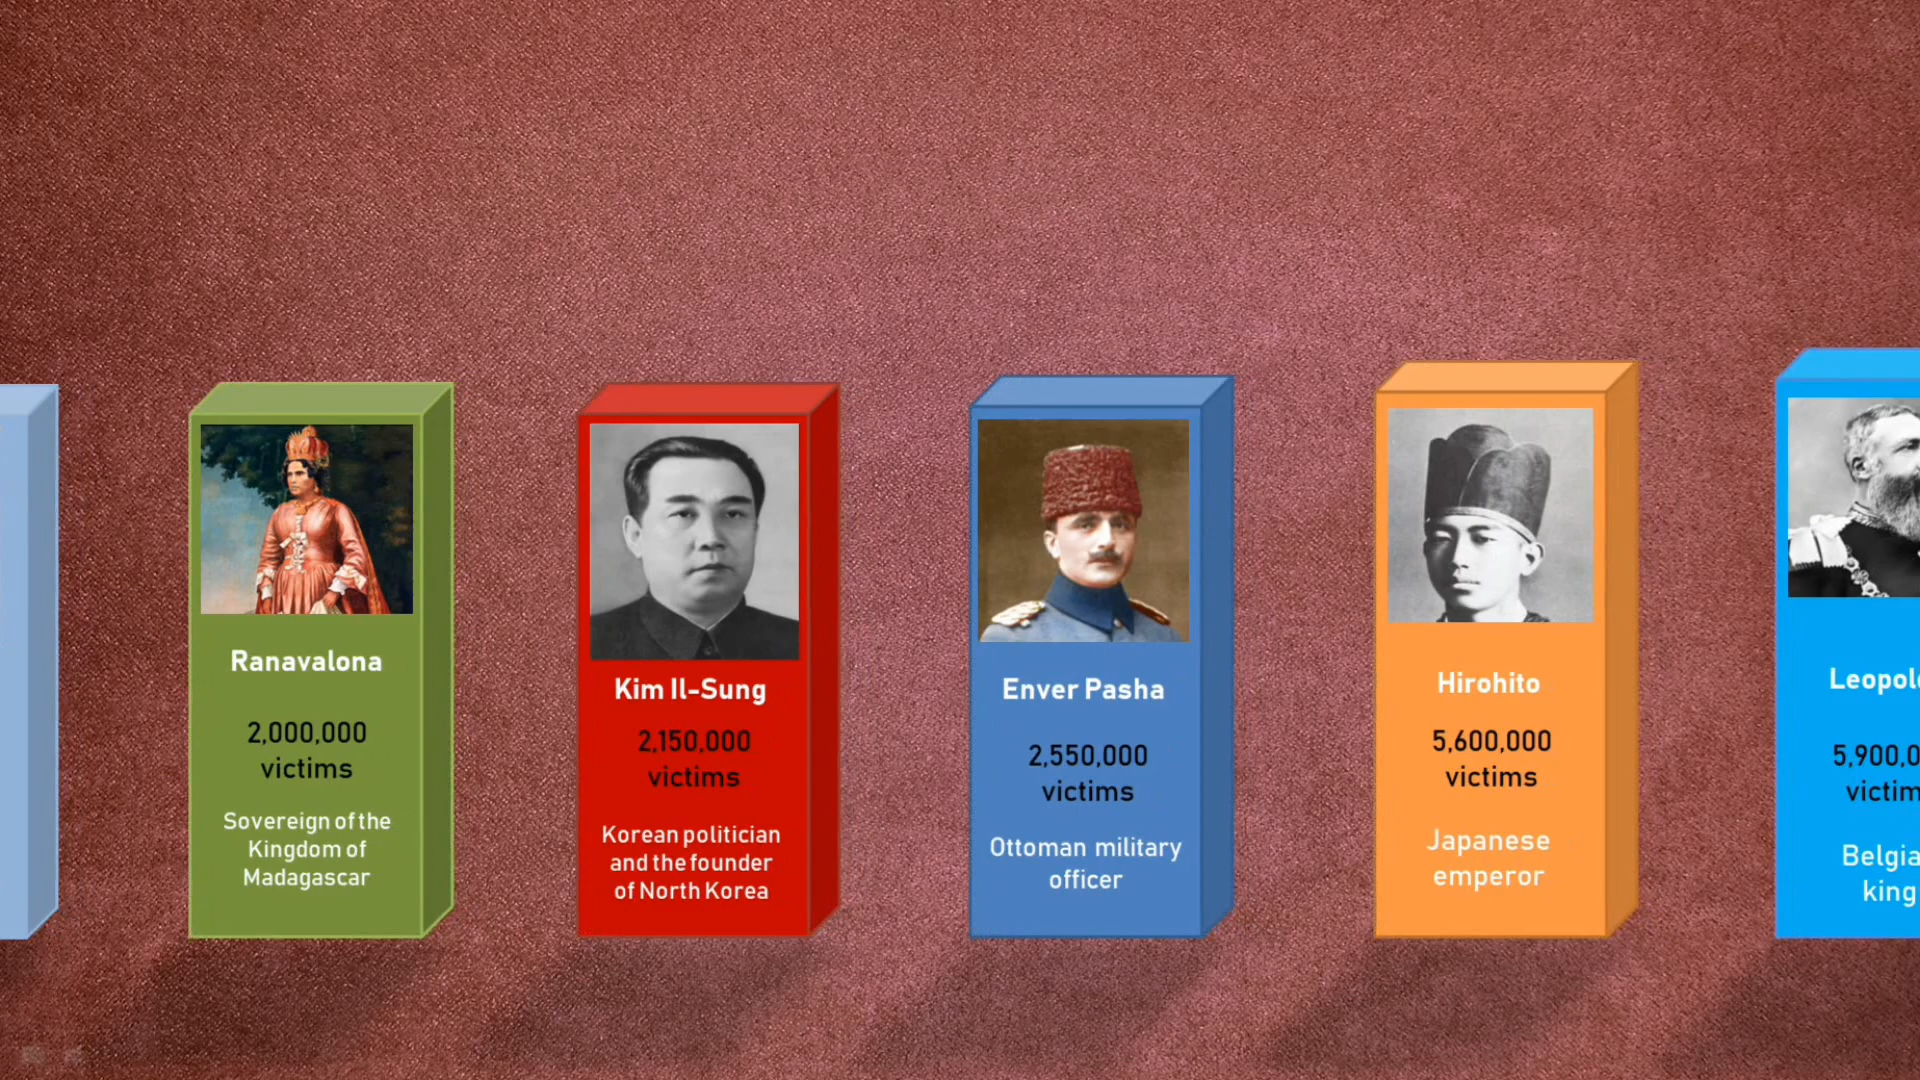 Ranavalona
2,000,000
victims
Sovereign of the
Kingdom of
Madagascar
Kim Il-Sung
2,150,000
victims
Korean politician
and the founder
of North Korea
Enver Pasha
2,550,000
victims
Ottoman military
officer
Hirohito
5,600,000
victims
Japanese
emperor
Leopol
5,900,0
victim
Belgia
king